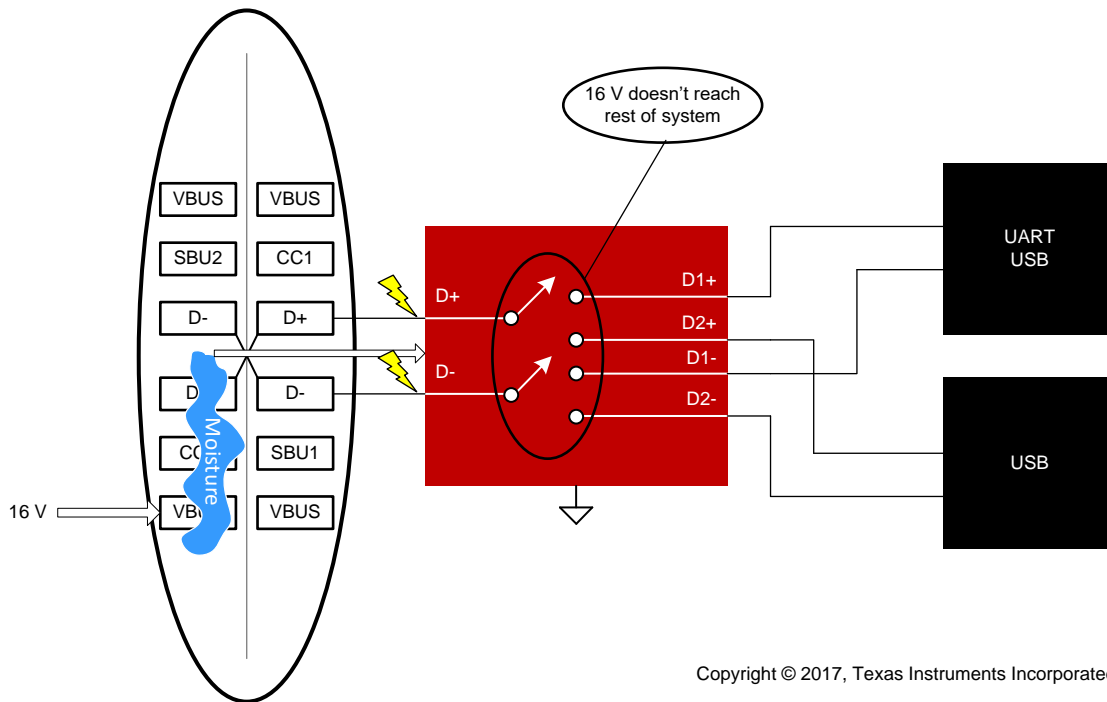 16 V doesn't reach
rest of system
VBUS
VBUS
SBU2
CC1
D-
D+
D-
SBU1
VBUS
Moisture
16 V
D+
D-
D1+
D2+
D1-
D2-
UART
USB
USB
Copyright © 2017, Texas Instruments Incorporated